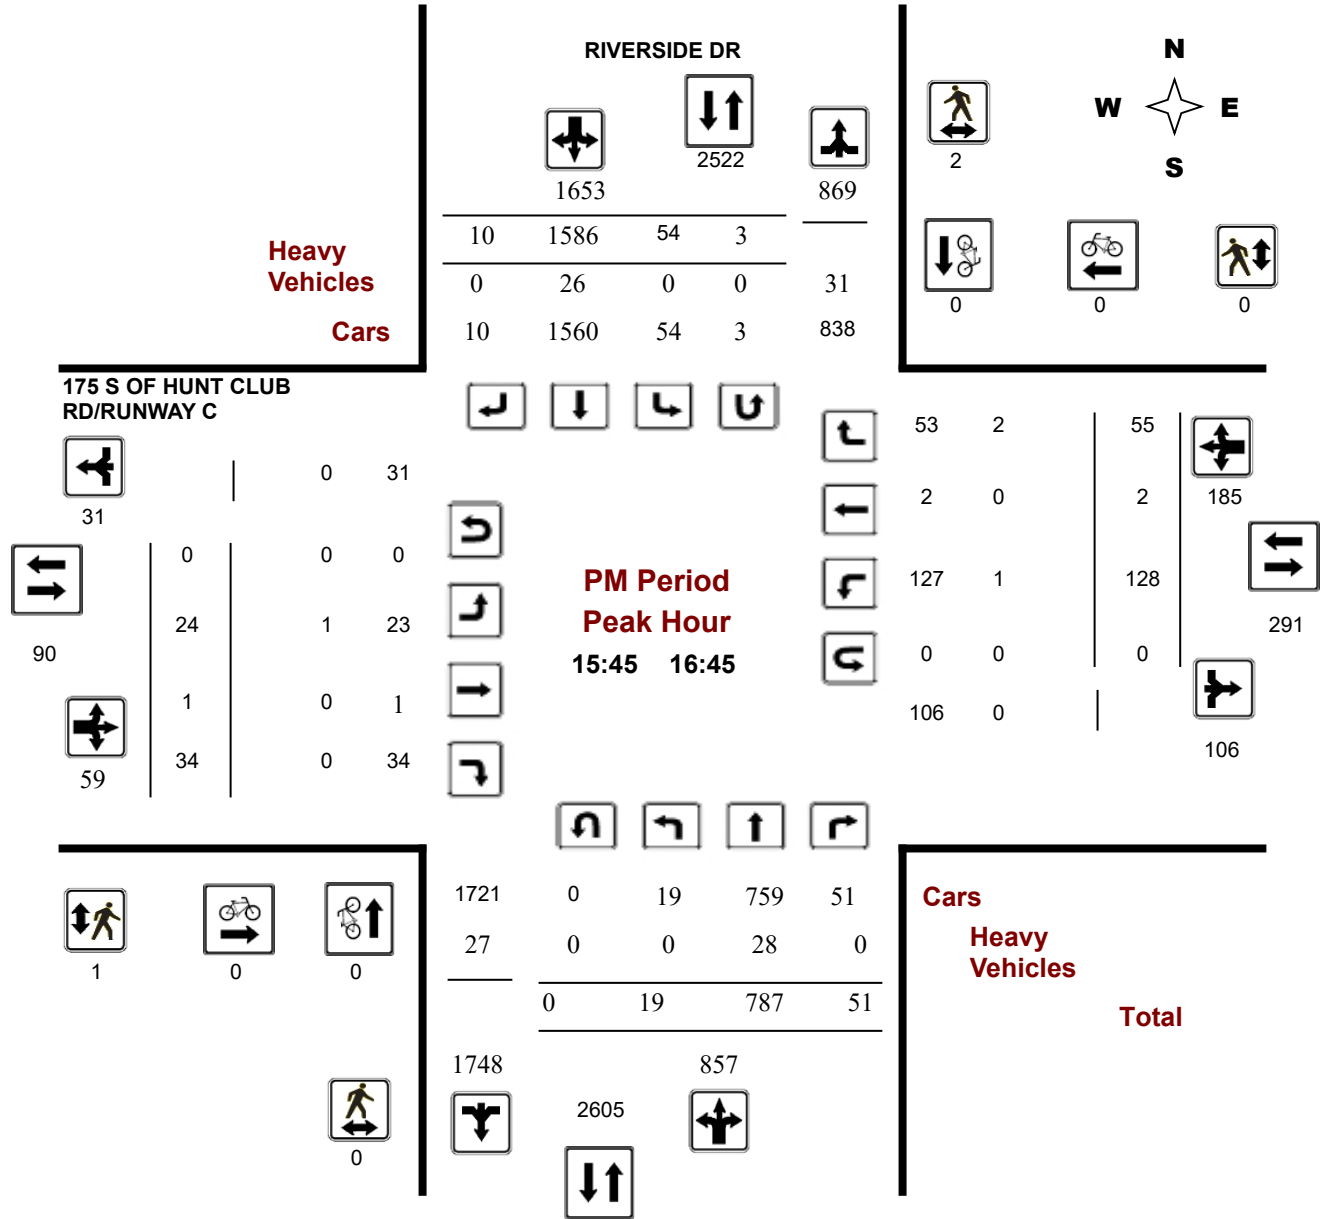 RIVERSIDE DR
N
W E
S
2522
2
1653 869
10 1586 54 3
Heavy
Vehicles
0 26 0 0 31
0 0 0
Cars
10 1560 54 3 838
175 S OF HUNT CLUB
RD/RUNWAY C
53 2 55
0 31
31
2 0 2 185
0 0 0
PM Period
127 1 128
Peak Hour
24 1 23
291
90
15:45 16:45
0 0 0
1 0 1
106 0
106
34 0 34
59
1721 0 19 759 51
Cars
27 0 0 28 0
Heavy
Vehicles
1 0 0
0 19 787 51
Total
1748 857
2605
0